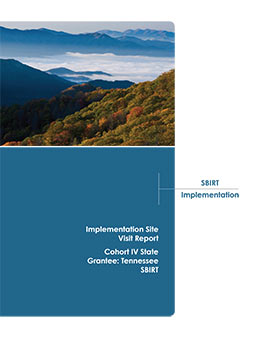 SBIRT
Implementation
Implementation Site
Visit Report
Cohort IV State
Grantee: Tennessee
SBIRT